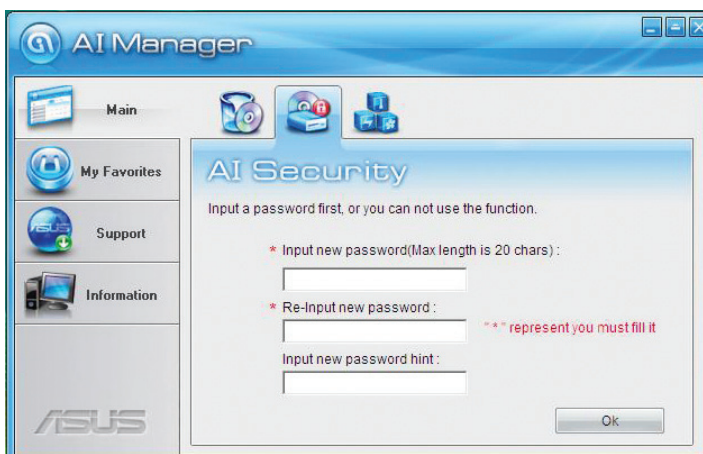 AI Manager
Main
My Favorites
Support
Information
ASUS
AI Security
Input a password first, or you can not use the function.
* Input new password(Max length is 20 chars) :
* Re-Input new password :
" * " represent you must fill it
Input new password hint :
Ok
ASUS